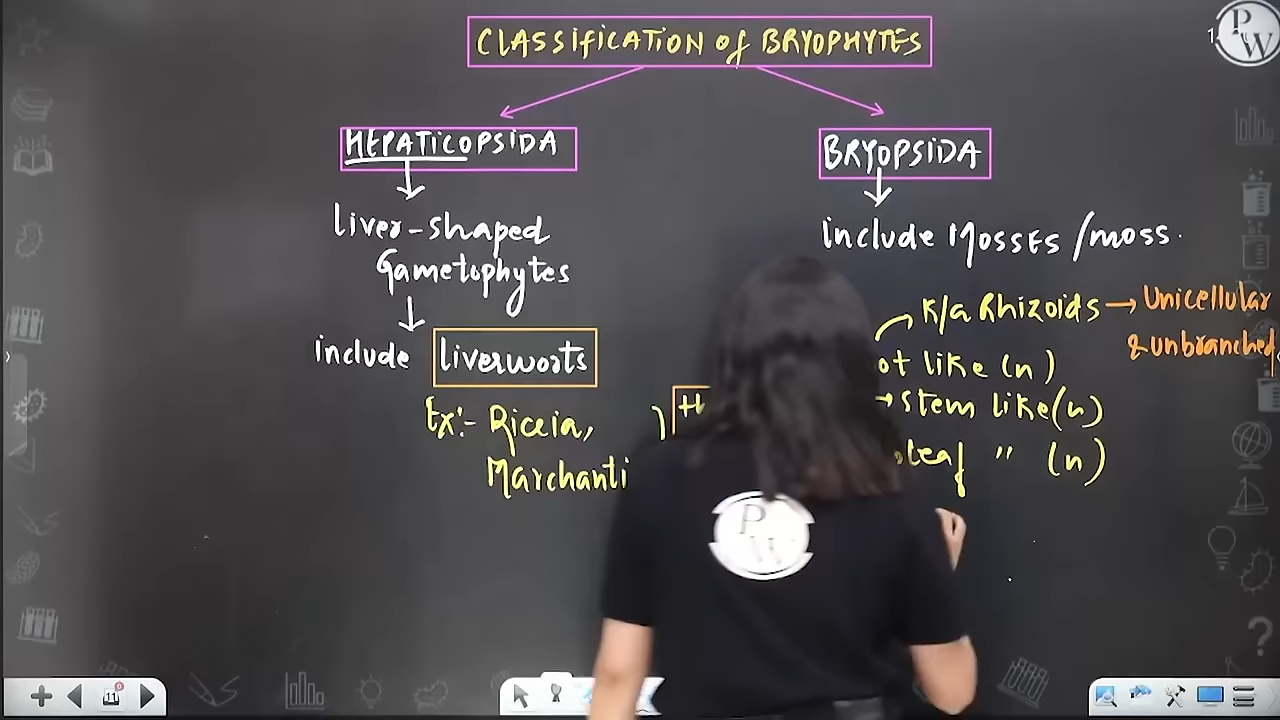 CLASSIFICATION of BRYOPHYTES
HEPATICOPSIDA
liver-shaped
Gametophytes
include liverworts
Ex:- Riccia,
Marchanti
BRYOPSIDA
include MOSSES /moss.
K/a Rhizoids → Unicellular
& unbranched
ot like (n)
→ stem like (n)
leaf " (n)
P
W
P
W
11